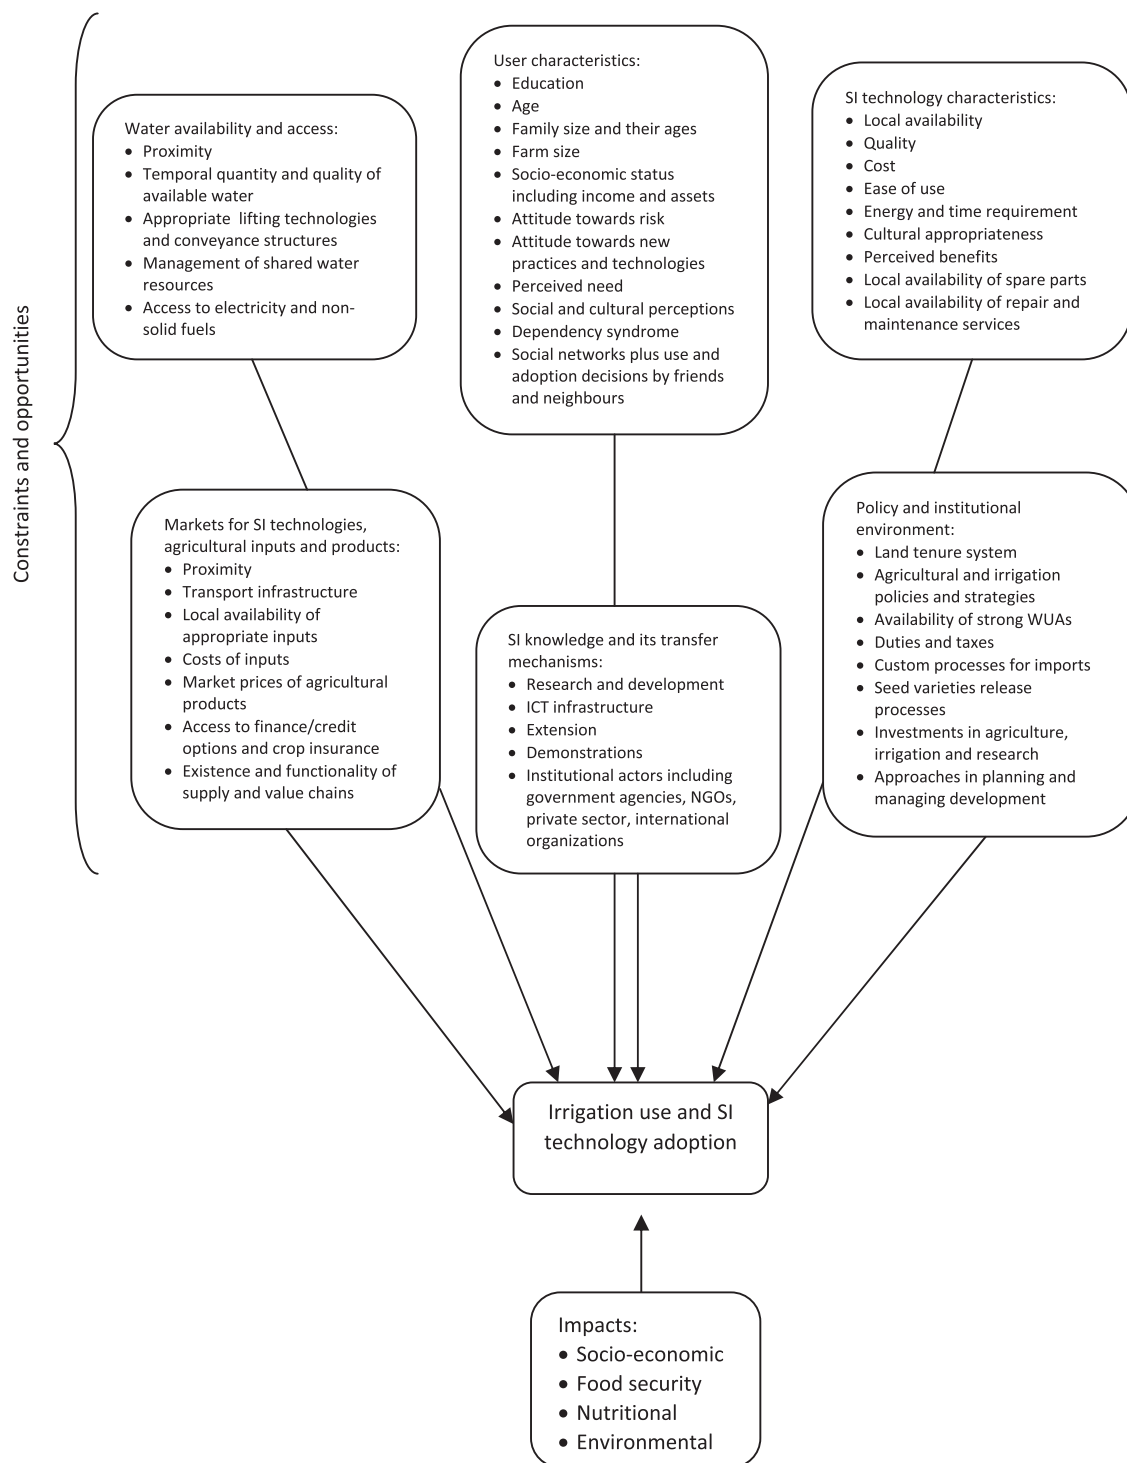 Constraints and opportunities
Water availability and access:
• Proximity
• Temporal quantity and quality of
available water
• Appropriate lifting technologies
and conveyance structures
• Management of shared water
resources
• Access to electricity and non-
solid fuels
User characteristics:
• Education
• Age
• Family size and their ages
• Farm size
• Socio-economic status
including income and assets
• Attitude towards risk
• Attitude towards new
practices and technologies
• Perceived need
• Social and cultural perceptions
• Dependency syndrome
• Social networks plus use and
adoption decisions by friends
and neighbours
SI technology characteristics:
• Local availability
• Quality
• Cost
• Ease of use
• Energy and time requirement
• Cultural appropriateness
• Perceived benefits
• Local availability of spare parts
• Local availability of repair and
maintenance services
Markets for SI technologies,
agricultural inputs and products:
• Proximity
• Transport infrastructure
• Local availability of
appropriate inputs
• Costs of inputs
• Market prices of agricultural
products
• Access to finance/credit
options and crop insurance
• Existence and functionality of
supply and value chains
SI knowledge and its transfer
mechanisms:
• Research and development
• ICT infrastructure
• Extension
• Demonstrations
• Institutional actors including
government agencies, NGOs,
private sector, international
organizations
Policy and institutional
environment:
• Land tenure system
• Agricultural and irrigation
policies and strategies
• Availability of strong WUAs
• Duties and taxes
• Custom processes for imports
• Seed varieties release
processes
• Investments in agriculture,
irrigation and research
• Approaches in planning and
managing development
Irrigation use and SI
technology adoption
Impacts:
• Socio-economic
• Food security
• Nutritional
• Environmental